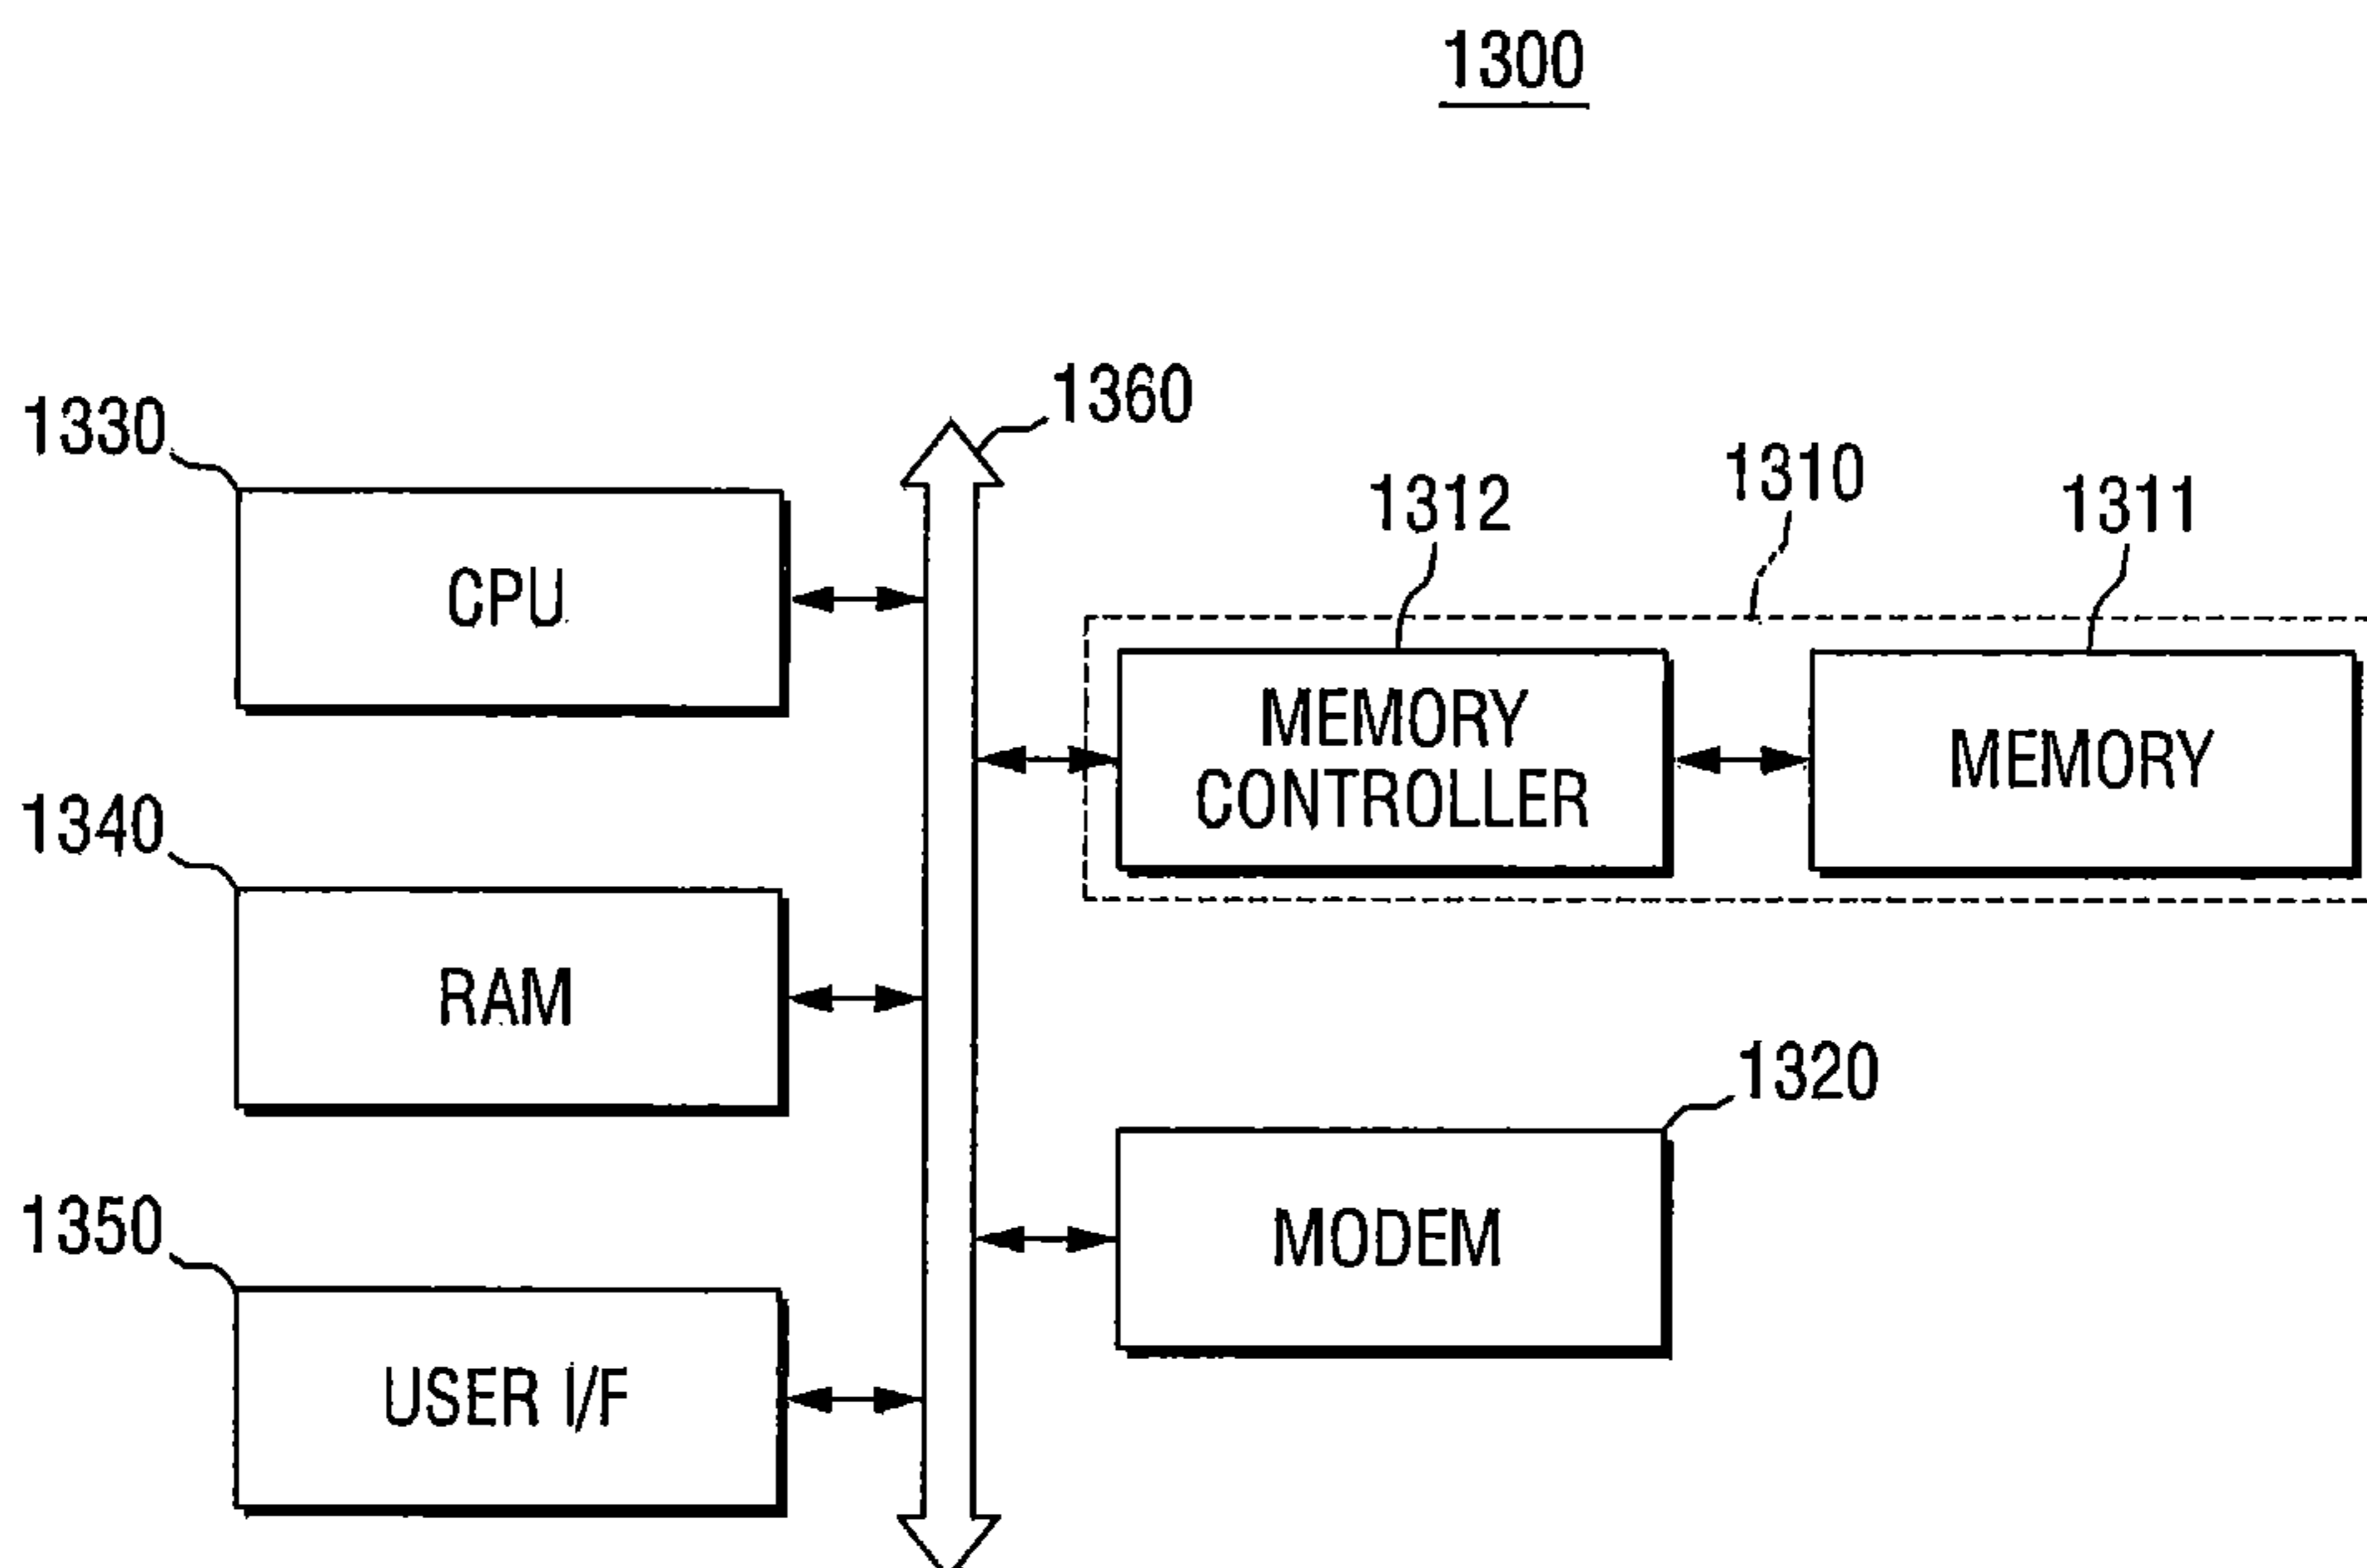 1300
1360
1330
1310
1312
1311
CPU
MEMORY
CONTROLLER
MEMORY
1340
RAM
1320
MODEM
1350
USER I/F